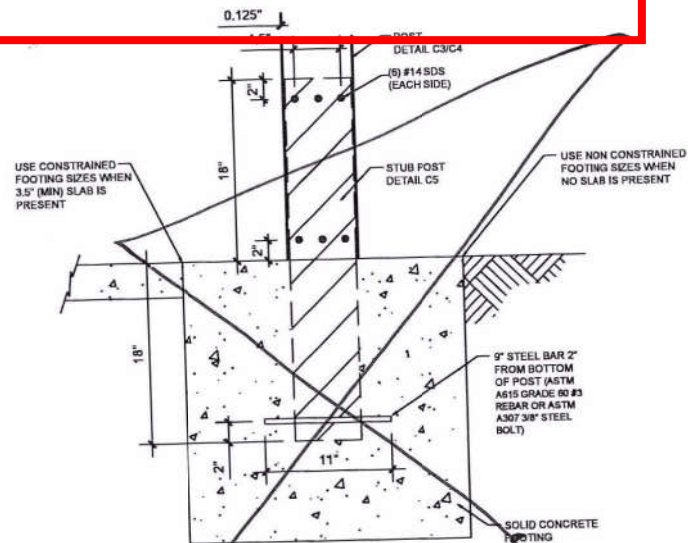 0.125"
POST
DETAIL C3/C4
(5) #14 SDS
(EACH SIDE)
2"
18"
USE CONSTRAINED
FOOTING SIZES WHEN
3.5" (MIN) SLAB IS
PRESENT
STUB POST
DETAIL C5
USE NON CONSTRAINED
FOOTING SIZES WHEN
NO SLAB IS
PRESENT
2"
18"
9" STEEL BAR 2"
FROM BOTTOM
OF POST (ASTM
A615 GRADE 60 #3
REBAR OR ASTM
A307 3/8" STEEL
BOLT)
2"
11"
SOLID CONCRETE
FOOTING